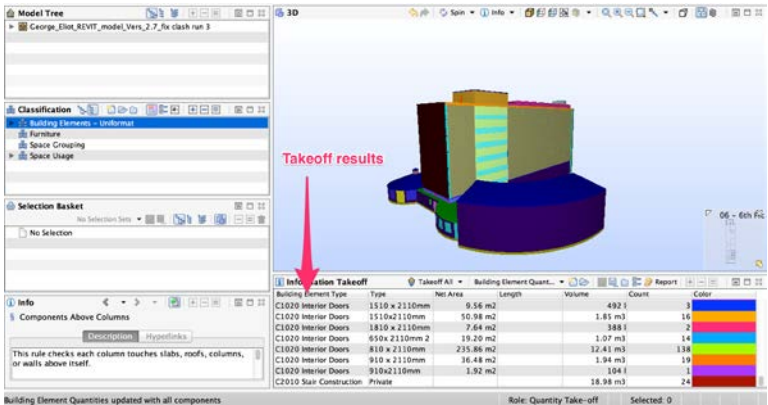 Model Tree
George_Eliot_REVIT_model_Vers_2.7_fix clash run 3
Classification
Building Elements - Uniformat
Furniture
Space Grouping
Space Usage
Selection Basket
No Selection Sets
No Selection
Info
Components Above Columns
Description Hyperlinks
This rule checks each column touches slabs, roofs, columns,
or walls above itself.
3D
Spin Info
Takeoff results
06 - 6th
Information Takeoff Takeoff All Building Element Quant... Report
Building Element Type Type Net Area Length Volume Count Color
C1020 Interior Doors 1510 x 2110mm 9.56 m2 492 l 3
C1020 Interior Doors 1510x2110mm 50.98 m2 1.85 m3 16
C1020 Interior Doors 1810 x 2110mm 7.64 m2 388 l 2
C1020 Interior Doors 650x 2110mm 2 19.20 m2 1.07 m3 14
C1020 Interior Doors 810 x 2110mm 235.86 m2 12.41 m3 138
C1020 Interior Doors 910 x 2110mm 36.48 m2 1.94 m3 19
C1020 Interior Doors 910x2110mm 1.92 m2 104 l 1
C2010 Stair Construction Private 18.98 m3 24
Building Element Quantities updated with all components
Role: Quantity Take-off Selected: 0